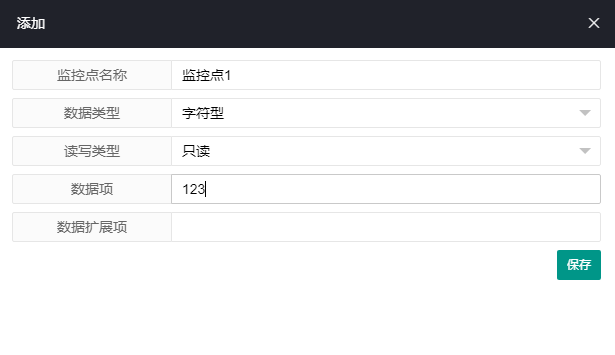 添加
监控点名称 监控点1
数据类型 字符型
读写类型 只读
数据项 123
数据扩展项
保存